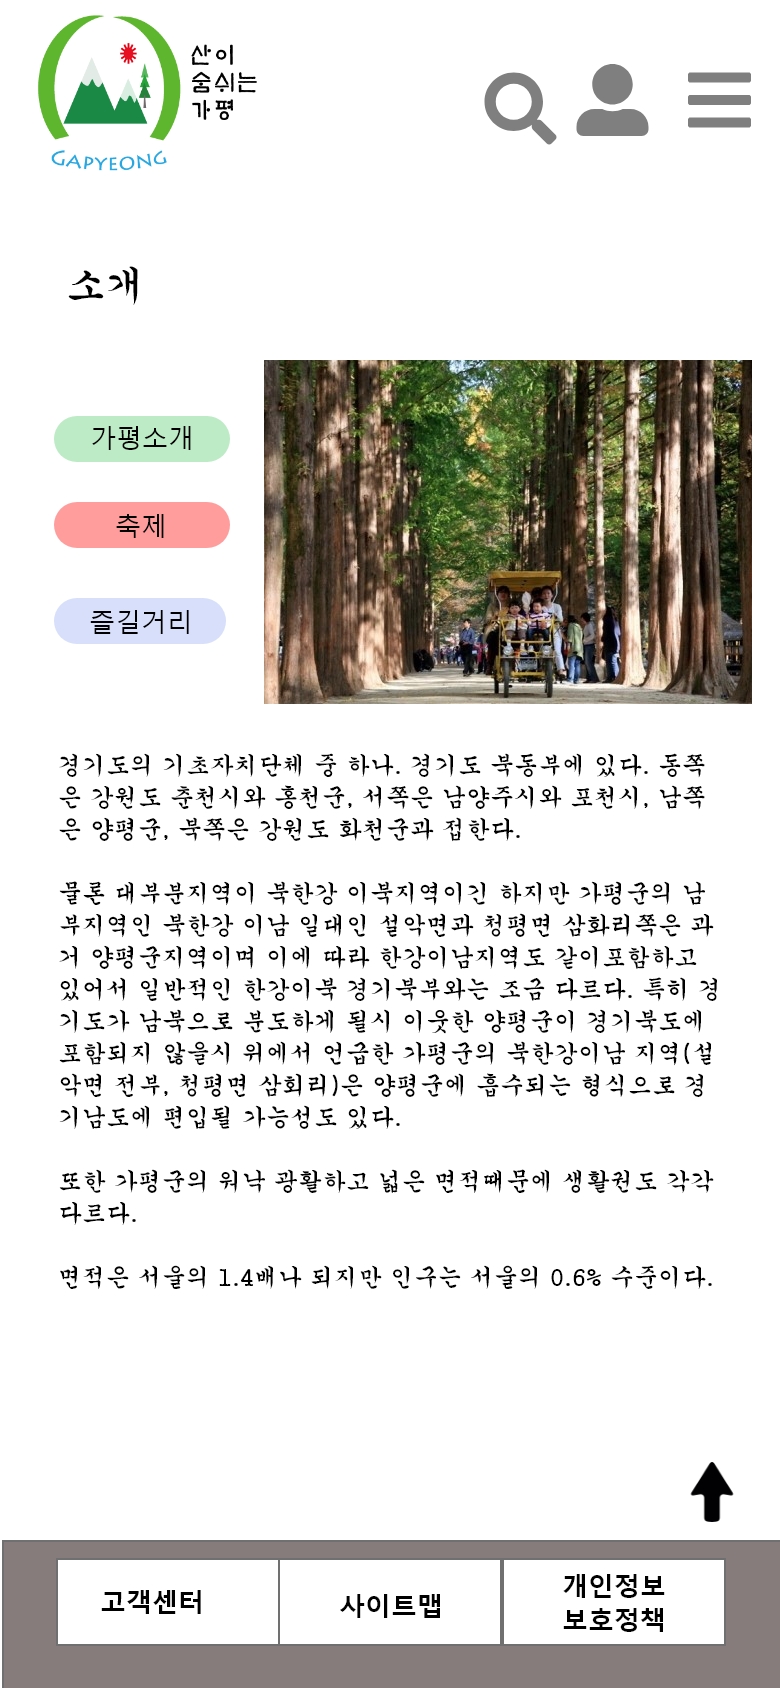 산이
숨쉬는
가평
GAPYEONG
소개
가평소개
축제
즐길거리
경기도의 기초자치단체 중 하나. 경기도 북동부에 있다. 동쪽
은 강원도 춘천시와 홍천군, 서쪽은 남양주시와 포천시, 남쪽
은 양평군, 북쪽은 강원도 화천군과 접한다.
물론 대부분지역이 북한강 이북지역이긴 하지만 가평군의 남
부지역인 북한강 이남 일대인 설악면과 청평면 삼화리쪽은 과
거 양평군지역이며 이에 따라 한강이남지역도 같이포함하고
있어서 일반적인 한강이북 경기북부와는 조금 다르다. 특히 경
기도가 남북으로 분도하게 될시 이웃한 양평군이 경기북도에
포함되지 않을시 위에서 언급한 가평군의 북한강이남 지역(설
악면 전부, 청평면 삼회리)은 양평군에 흡수되는 형식으로 경
기남도에 편입될 가능성도 있다.
또한 가평군의 워낙 광활하고 넓은 면적때문에 생활권도 각각
다르다.
면적은 서울의 1.4배나 되지만 인구는 서울의 0.6% 수준이다.
고객센터
사이트맵
개인정보
보호정책